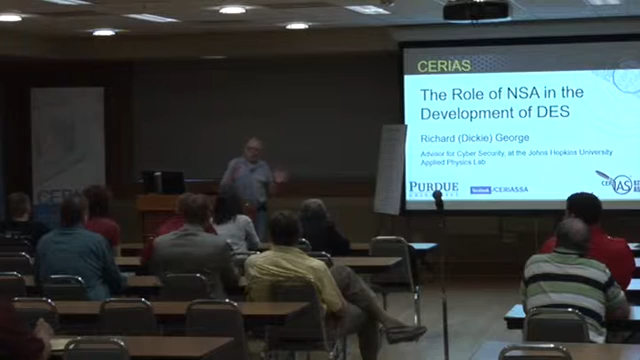 CERIAS
The Role of NSA in the
Development of DES
Richard (Dickie) George
Advisor for Cyber Security, at the Johns Hopkins University
Applied Physics Lab
PURDUE
/CERIASSA
CERIAS